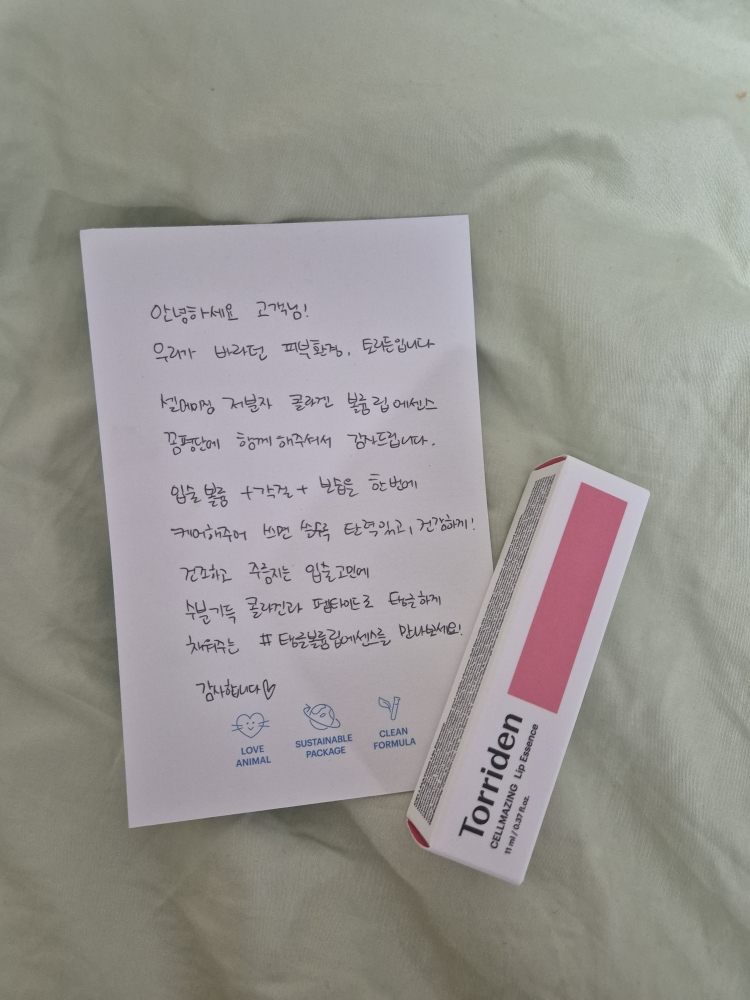 안녕하세요 고객님!
우리가 바라던 피부환경, 토리든입니다
셀메이징 저분자 콜라겐 볼륨 립 에센스
꼼평단에 함께 해주셔서 감사드립니다.
입술 볼륨 + 각질 + 보습을 한번에
케어해주어 쓰면 쓸수록 탄력있고, 건강하게!
건조하고 주름지는 입술고민에
수분가득 콜라겐과 펩타이드로 탱글하게
채워주는 #탱글볼륨립에센스를 만나보세요!
감사합니다♡
LOVE
ANIMAL
SUSTAINABLE
PACKAGE
CLEAN
FORMULA
Torriden
CELLMAZING Lip Essence
11 ml / 0.37 fl.oz.